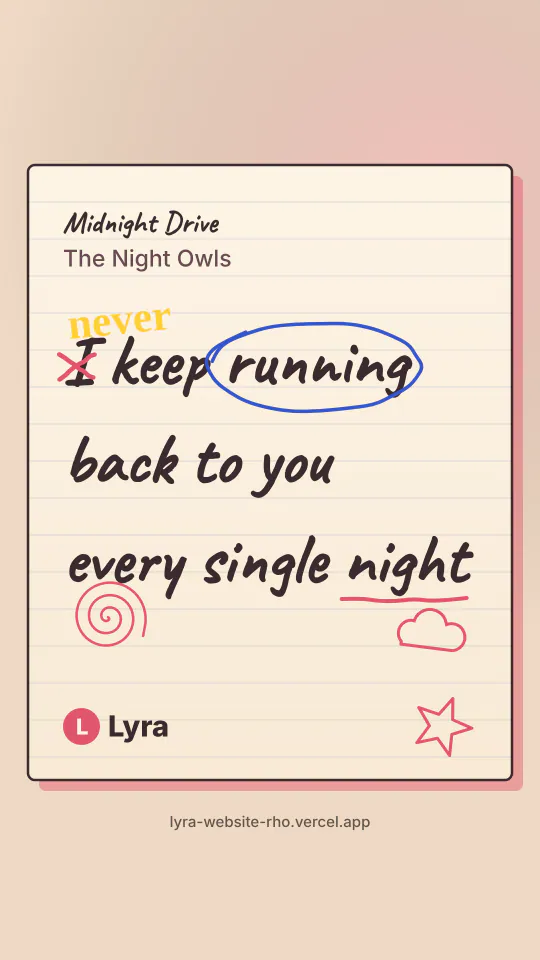 Midnight Drive
The Night Owls
never
I keep running
back to you
every single night
L Lyra
lyra-website-rho.vercel.app